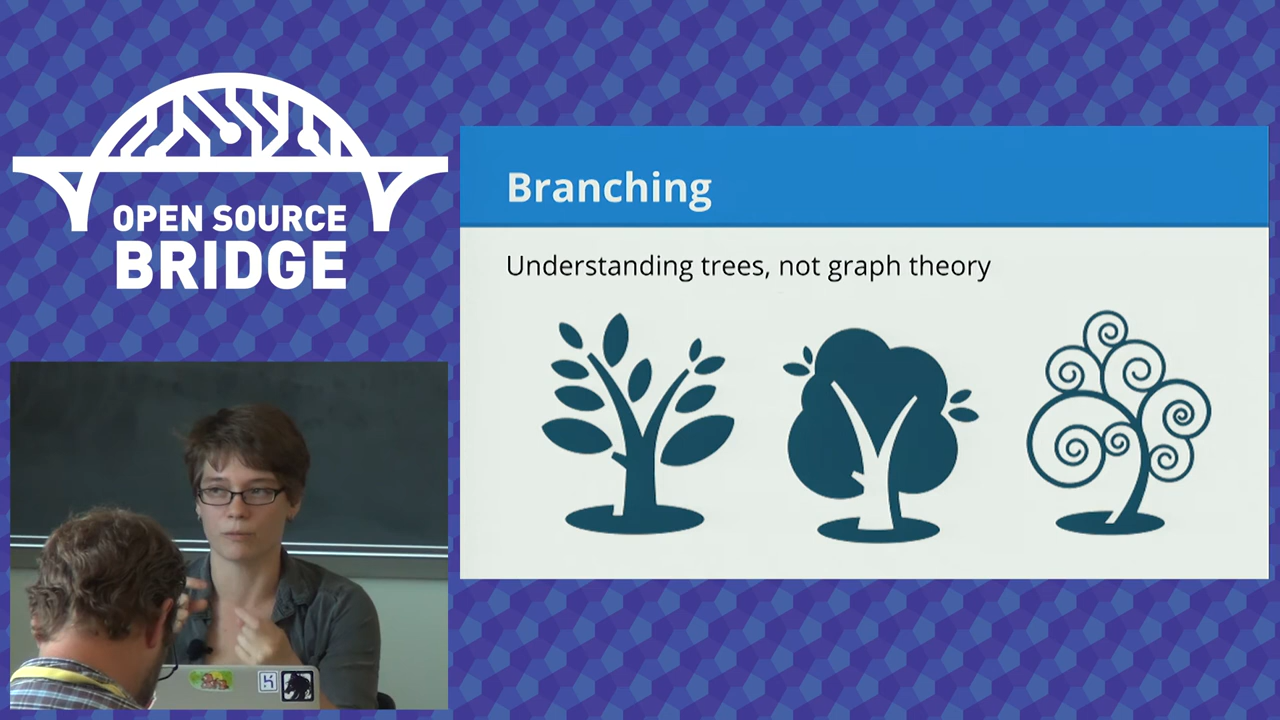 OPEN SOURCE
BRIDGE
Branching
Understanding trees, not graph theory